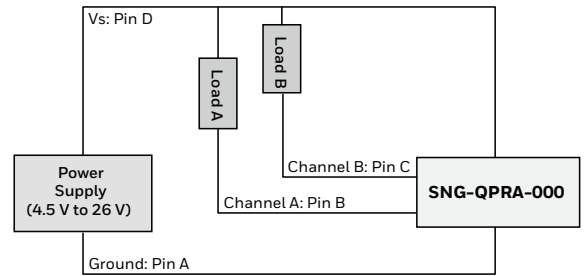 Vs: Pin D
Load A
Load B
Power
Supply
(4.5 V to 26 V)
Channel B: Pin C
Channel A: Pin B
SNG-QPRA-000
Ground: Pin A